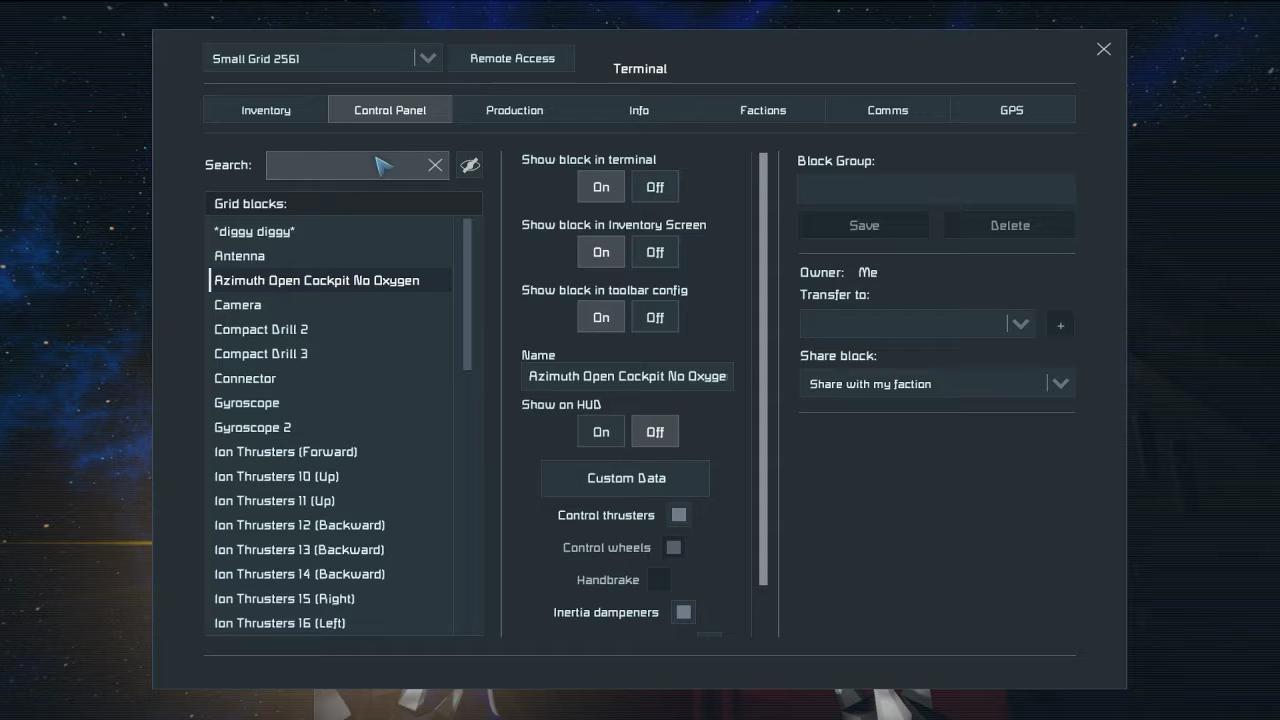 Small Grid 2561
Remote Access
Terminal
Inventory
Control Panel
Production
Info
Factions
Comms
GPS
Search:
Grid blocks:
*diggy diggy*
Antenna
Azimuth Open Cockpit No Oxygen
Camera
Compact Drill 2
Compact Drill 3
Connector
Gyroscope
Gyroscope 2
Ion Thrusters (Forward)
Ion Thrusters 10 (Up)
Ion Thrusters 11 (Up)
Ion Thrusters 12 (Backward)
Ion Thrusters 13 (Backward)
Ion Thrusters 14 (Backward)
Ion Thrusters 15 (Right)
Ion Thrusters 16 (Left)
Show block in terminal
On Off
Show block in Inventory Screen
On Off
Show block in toolbar config
On Off
Name
Azimuth Open Cockpit No Oxyge
Show on HUD
On Off
Custom Data
Control thrusters
Control wheels
Handbrake
Inertia dampeners
Block Group:
Save
Delete
Owner: Me
Transfer to:
+
Share block:
Share with my faction